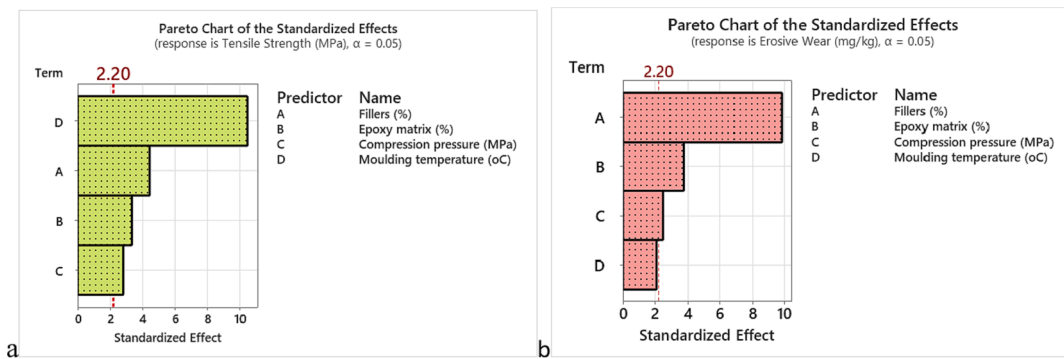 Pareto Chart of the Standardized Effects
(response is Tensile Strength (MPa), α = 0.05)
Term
2.20
D
A
B
C
0 2 4 6 8 10
Standardized Effect
Predictor Name
A Fillers (%)
B Epoxy matrix (%)
C Compression pressure (MPa)
D Moulding temperature (oC)
a
Pareto Chart of the Standardized Effects
(response is Erosive Wear (mg/kg), α = 0.05)
Term
2.20
A
B
C
D
0 2 4 6 8 10
Standardized Effect
Predictor Name
A Fillers (%)
B Epoxy matrix (%)
C Compression pressure (MPa)
D Moulding temperature (oC)
b